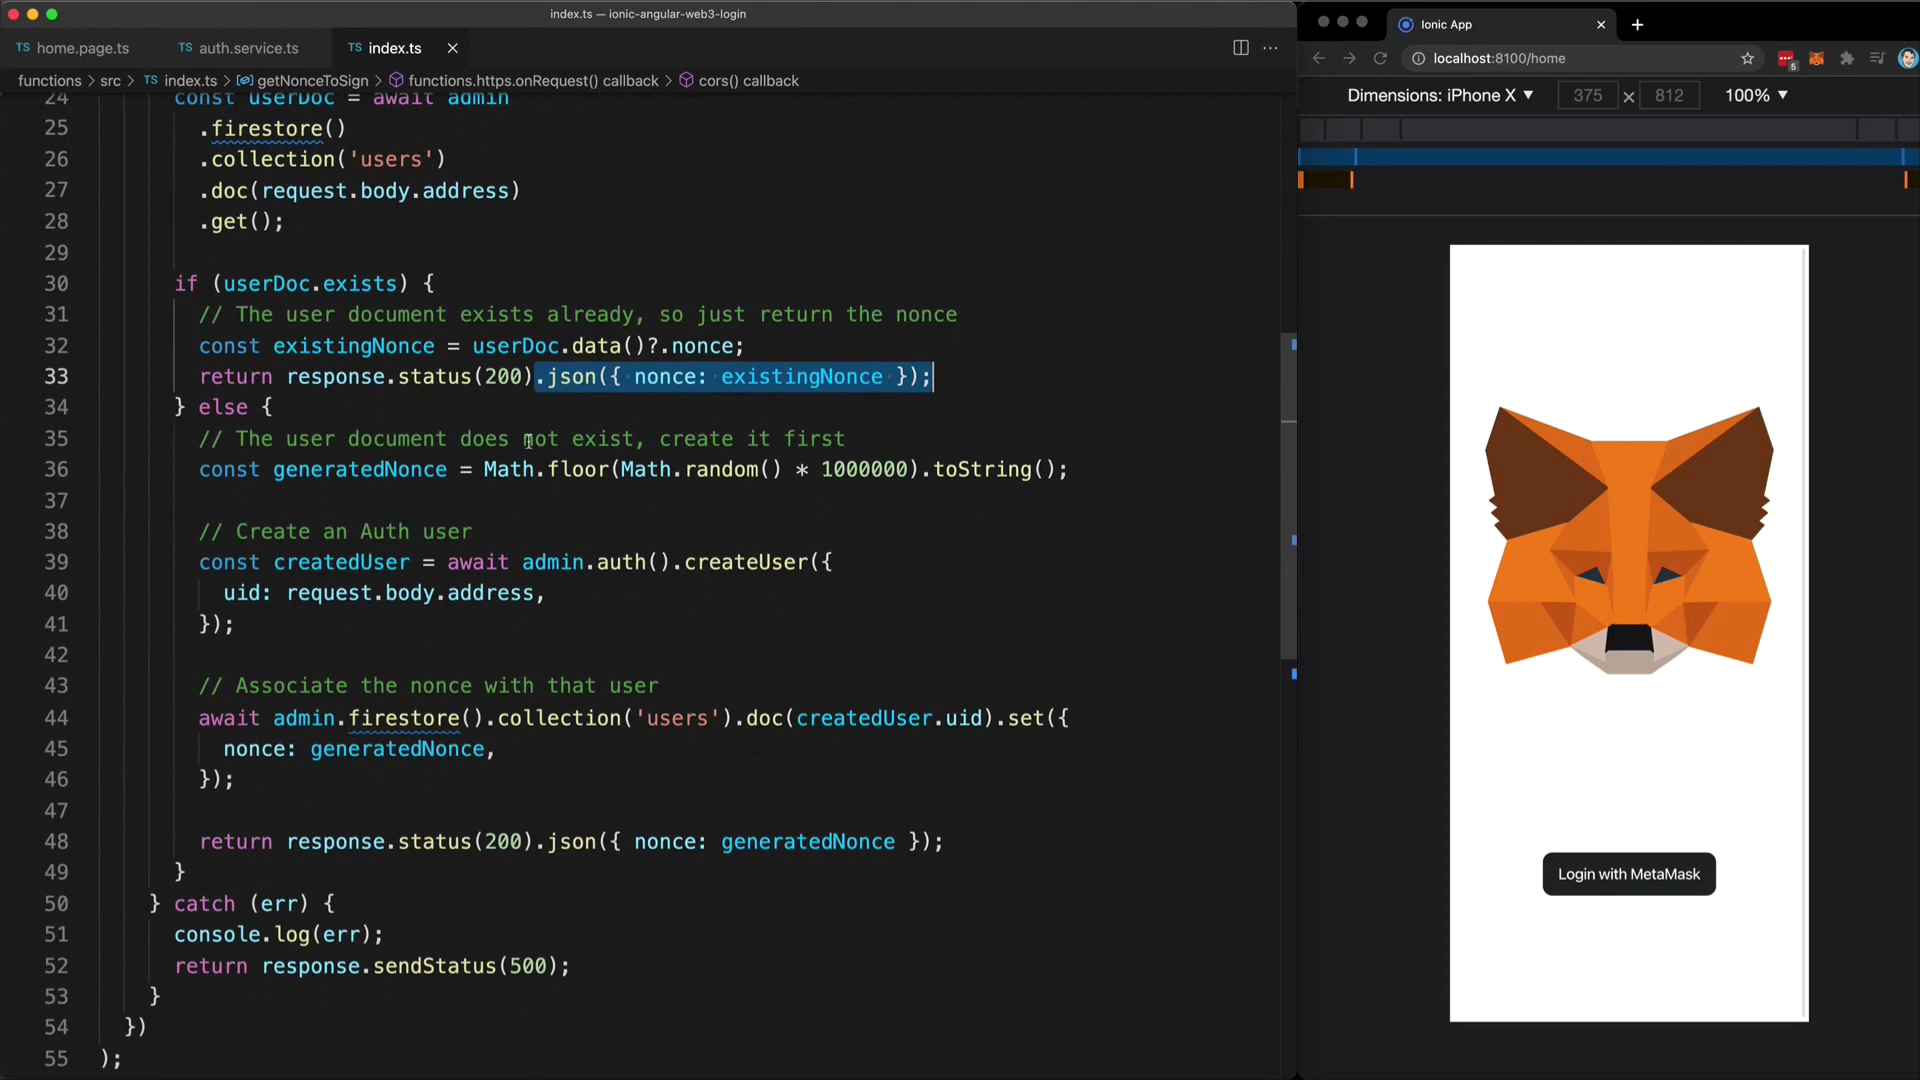 index.ts — ionic-angular-web3-login
TS home.page.ts
TS auth.service.ts
TS index.ts
functions > src > TS index.ts > getNonceToSign > functions.https.onRequest() callback > cors() callback
24 const userDoc = await admin
25 .firestore()
26 .collection('users')
27 .doc(request.body.address)
28 .get();
29
30 if (userDoc.exists) {
31 // The user document exists already, so just return the nonce
32 const existingNonce = userDoc.data()?.nonce;
33 return response.status(200).json({ nonce: existingNonce });
34 } else {
35 // The user document does not exist, create it first
36 const generatedNonce = Math.floor(Math.random() * 1000000).toString();
37
38 // Create an Auth user
39 const createdUser = await admin.auth().createUser({
40 uid: request.body.address,
41 });
42
43 // Associate the nonce with that user
44 await admin.firestore().collection('users').doc(createdUser.uid).set({
45 nonce: generatedNonce,
46 });
47
48 return response.status(200).json({ nonce: generatedNonce });
49 }
50 } catch (err) {
51 console.log(err);
52 return response.sendStatus(500);
53 }
54 })
55 );
Ionic App
localhost:8100/home
5
Dimensions: iPhone X 375 × 812 100%
Login with MetaMask